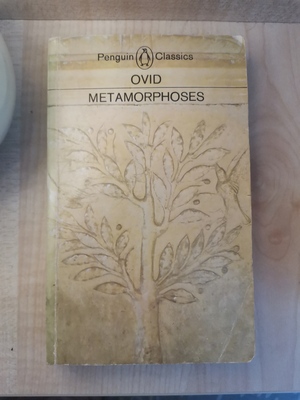 Penguin Classics
OVID
METAMORPHOSES